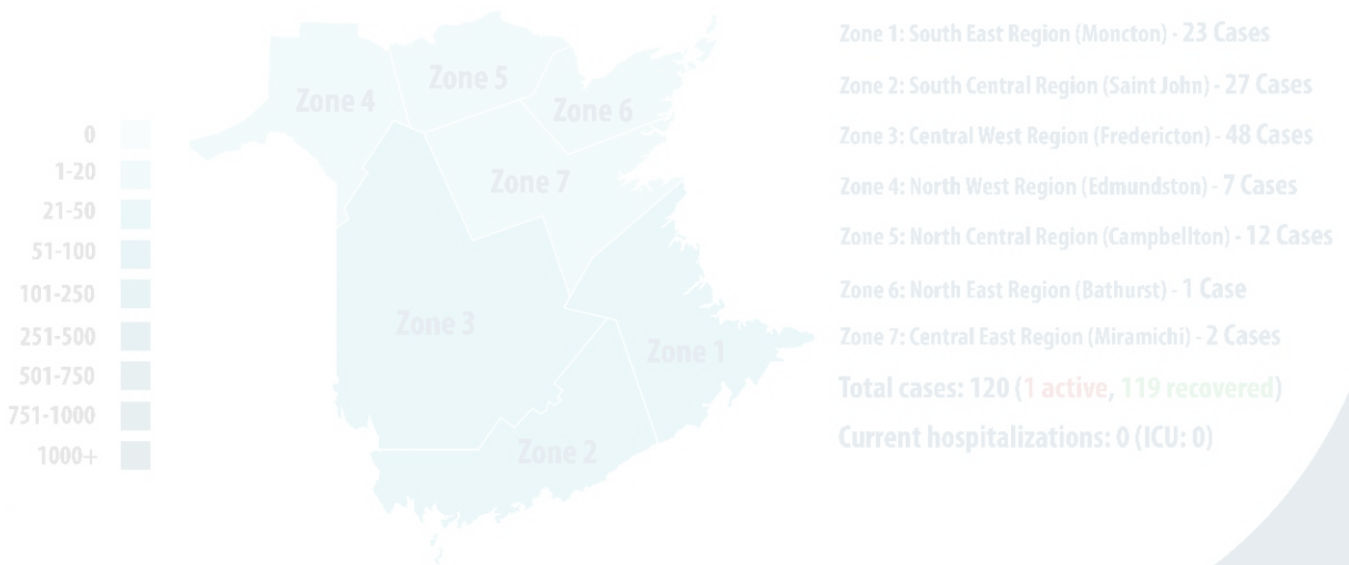 Zone 1: South East Region (Moncton) - 23 Cases
Zone 2: South Central Region (Saint John) - 27 Cases
Zone 3: Central West Region (Fredericton) - 48 Cases
Zone 4: North West Region (Edmundston) - 7 Cases
Zone 5: North Central Region (Campbellton) - 12 Cases
Zone 6: North East Region (Bathurst) - 1 Case
Zone 7: Central East Region (Miramichi) - 2 Cases
Total cases: 120 (1 active, 119 recovered)
Current hospitalizations: 0 (ICU: 0)
Zone 4
Zone 5
Zone 6
Zone 7
Zone 3
Zone 1
Zone 2
0
1-20
21-50
51-100
101-250
251-500
501-750
751-1000
1000+